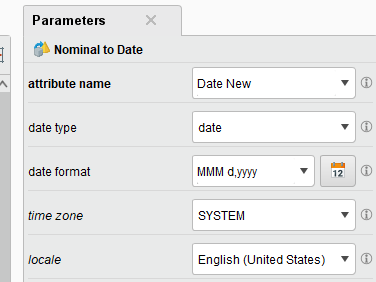 Parameters
Nominal to Date
attribute name Date New
date type date
date format MMM d,yyyy 12
time zone SYSTEM
locale English (United States)